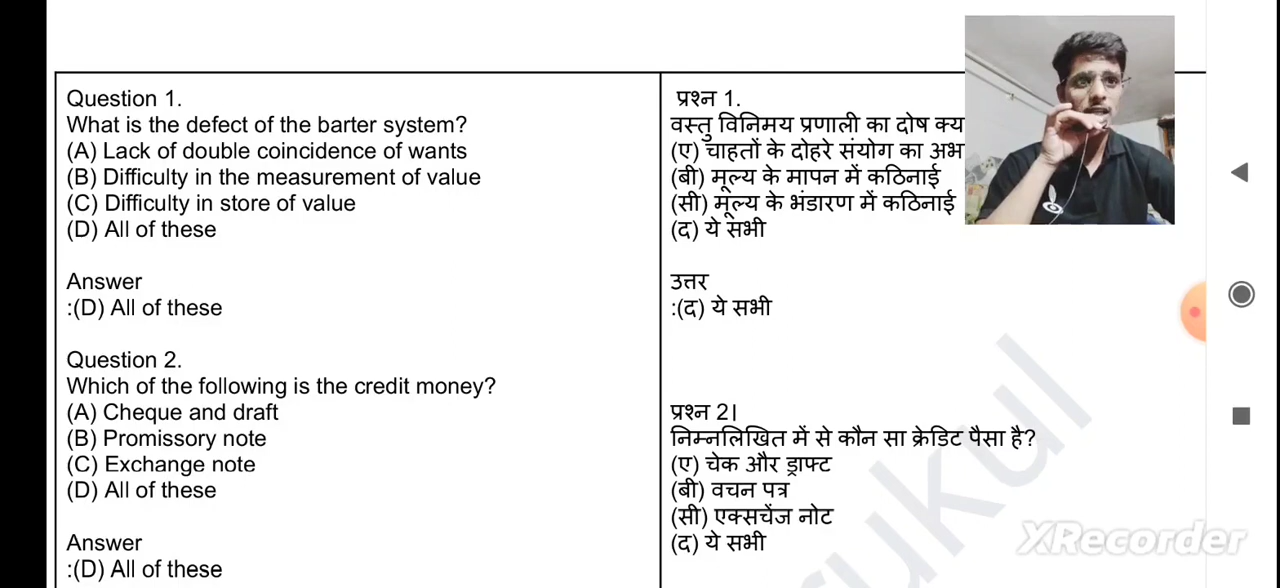 Question 1.
What is the defect of the barter system?
(A) Lack of double coincidence of wants
(B) Difficulty in the measurement of value
(C) Difficulty in store of value
(D) All of these
Answer
:(D) All of these
Question 2.
Which of the following is the credit money?
(A) Cheque and draft
(B) Promissory note
(C) Exchange note
(D) All of these
Answer
:(D) All of these
प्रश्न 1.
वस्तु विनिमय प्रणाली का दोष
(ए) चाहतों के दोहरे संयोग का
(बी) मूल्य के मापन में कठिनाई
(सी) मूल्य के भंडारण में कठिनाई
(द) ये सभी
उत्तर
:(द) ये सभी
प्रश्न 2।
निम्नलिखित में से कौन सा क्रेडिट पैसा है?
(ए) चेक और ड्राफ्ट
(बी) वचन पत्र
(सी) एक्सचेंज नोट
(द) ये सभी
XRecorder